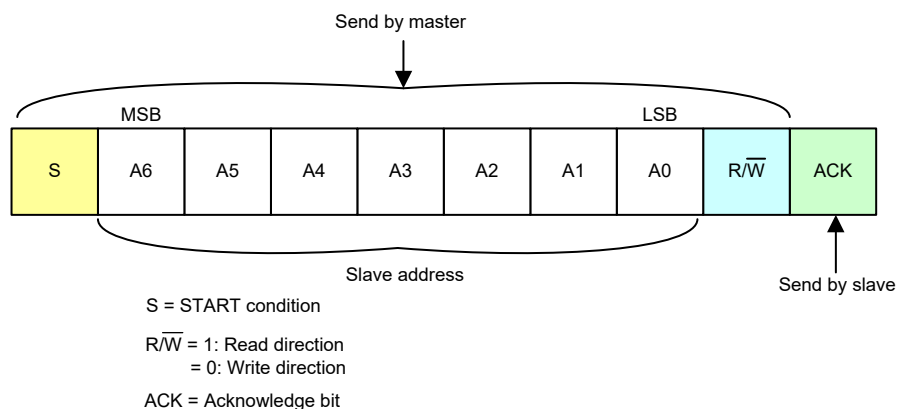 Send by master
MSB LSB
S A6 A5 A4 A3 A2 A1 A0 R/W̅ ACK
Slave address
Send by slave
S = START condition
R/W̅ = 1: Read direction
= 0: Write direction
ACK = Acknowledge bit